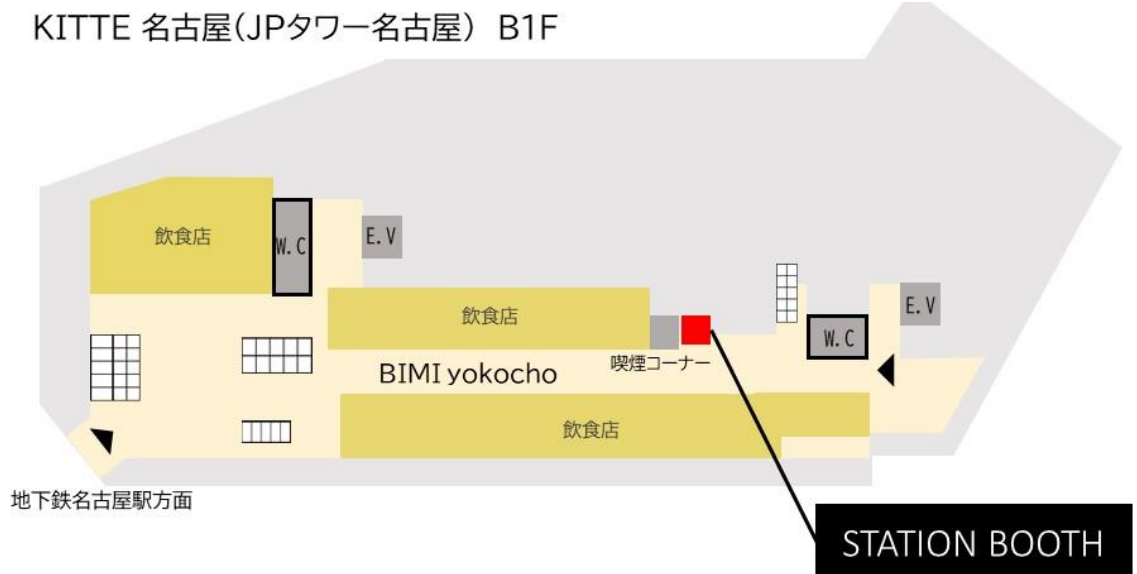 KITTE 名古屋(JPタワー名古屋) B1F
飲食店
W.C
E.V
飲食店
E.V
W.C
喫煙コーナー
BIMI yokocho
飲食店
地下鉄名古屋駅方面
STATION BOOTH